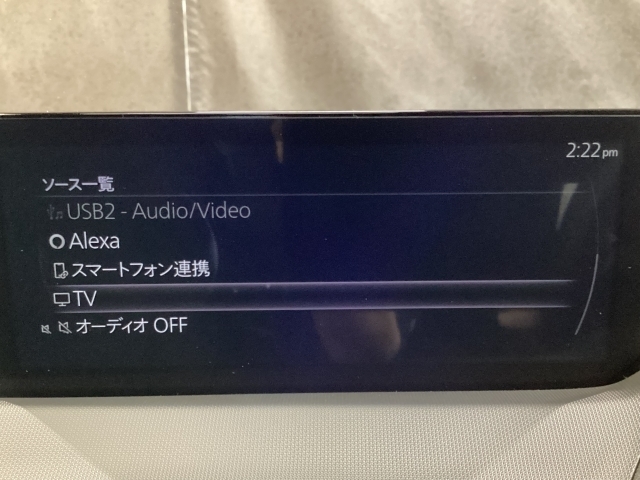 2:22pm
ソース一覧
USB2 - Audio/Video
Alexa
スマートフォン連携
TV
オーディオ OFF